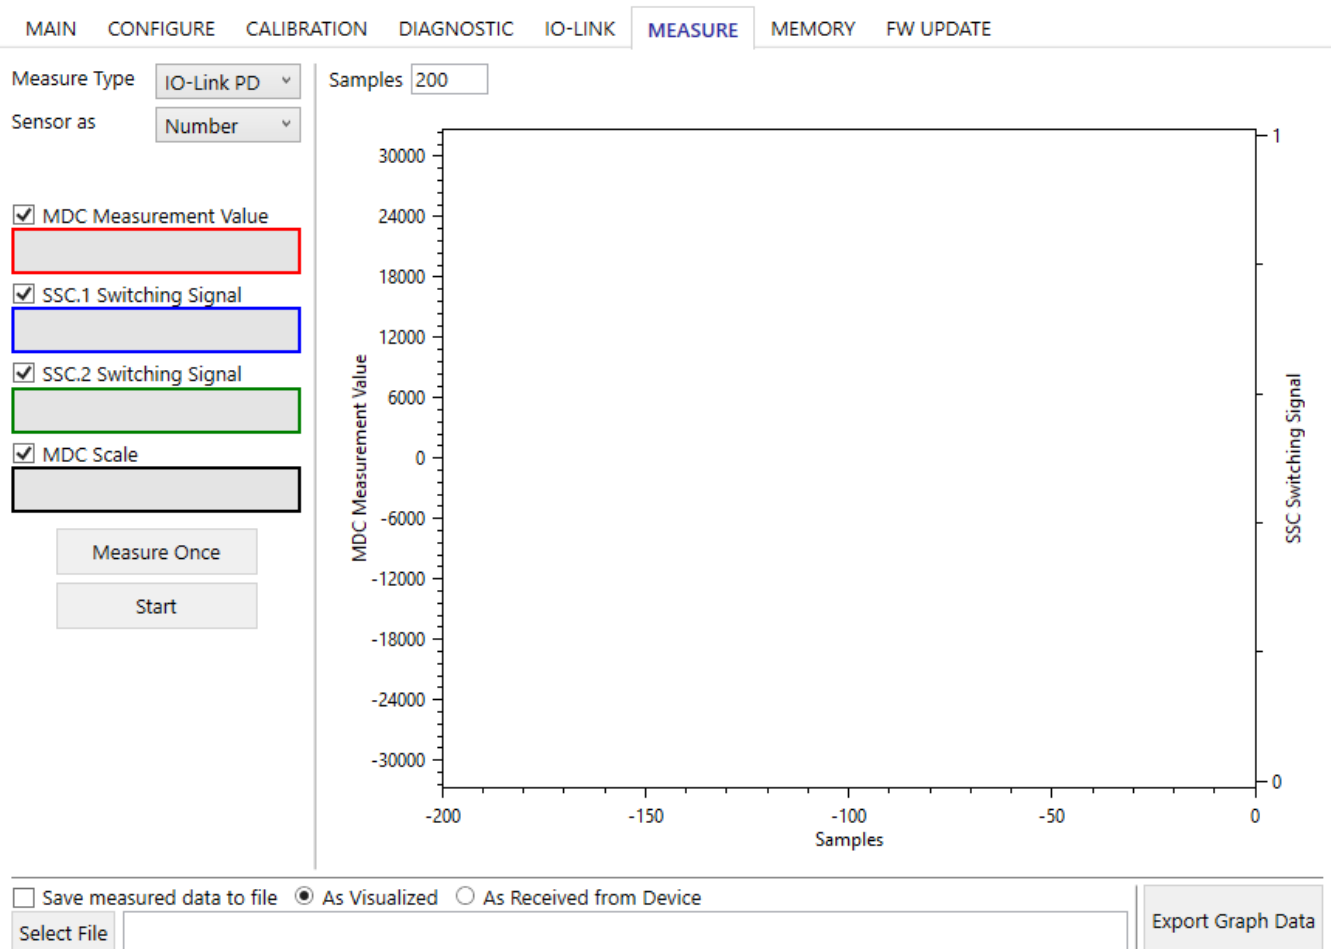 MAIN CONFIGURE CALIBRATION DIAGNOSTIC IO-LINK MEASURE MEMORY FW UPDATE
Measure Type IO-Link PD
Sensor as Number
MDC Measurement Value
SSC.1 Switching Signal
SSC.2 Switching Signal
MDC Scale
Measure Once
Start
Samples 200
30000
24000
18000
12000
6000
0
-6000
-12000
-18000
-24000
-30000
MDC Measurement Value
1
0
SSC Switching Signal
-200 -150 -100 -50 0
Samples
Save measured data to file As Visualized As Received from Device
Select File
Export Graph Data